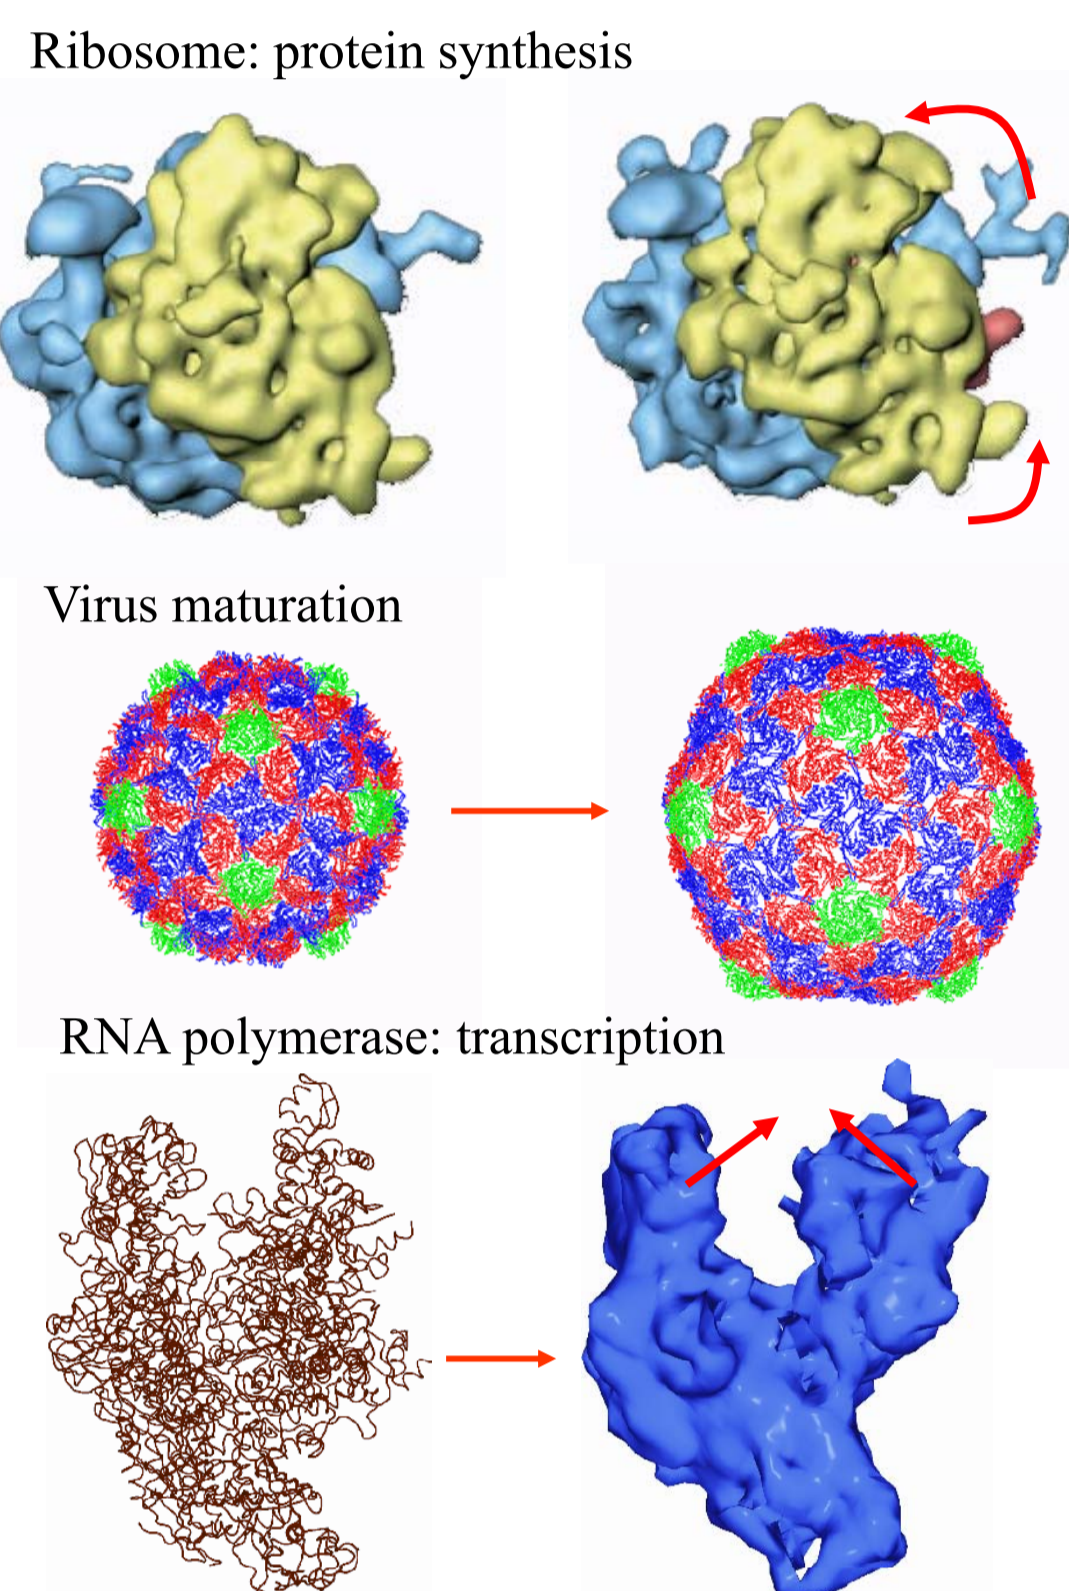 Ribosome: protein synthesis
Virus maturation
RNA polymerase: transcription